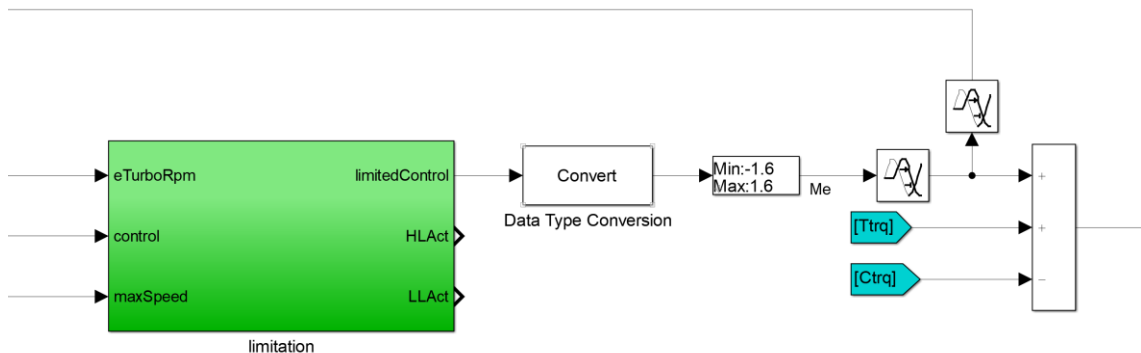 eTurboRpm
limitedControl
Convert
Min:-1.6
Max:1.6
Me
+
Data Type Conversion
[Ttrq]
+
control
HLAct
[Ctrq]
−
maxSpeed
LLAct
limitation